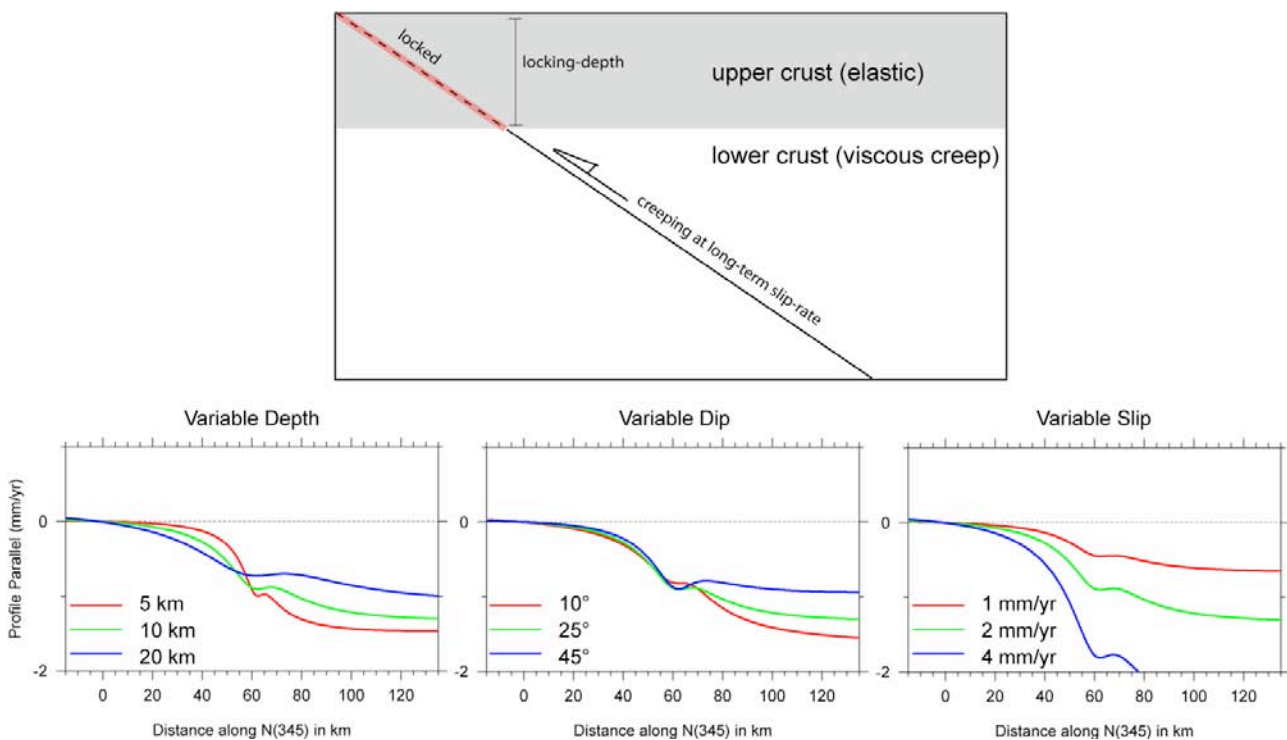 locked
locking-depth
upper crust (elastic)
lower crust (viscous creep)
creeping at long-term slip-rate
Variable Depth
Profile Parallel (mm/yr)
0
-2
5 km
10 km
20 km
0 20 40 60 80 100 120
Distance along N(345) in km
Variable Dip
0
-2
10°
25°
45°
0 20 40 60 80 100 120
Distance along N(345) in km
Variable Slip
0
-2
1 mm/yr
2 mm/yr
4 mm/yr
0 20 40 60 80 100 120
Distance along N(345) in km